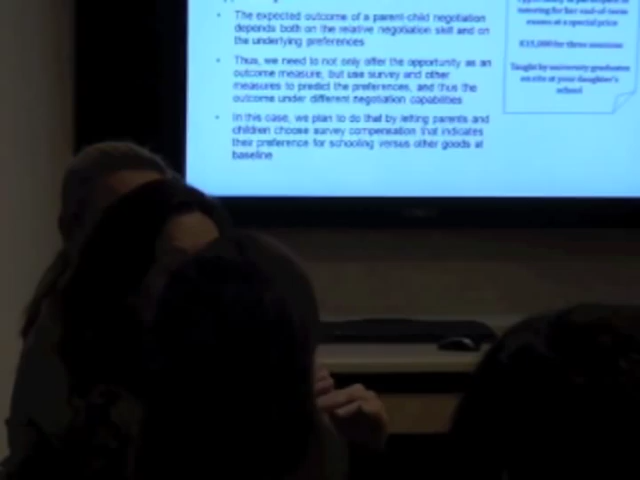 The expected outcome of a parent-child negotiation
depends both on the relative negotiation skill and on
the underlying preferences
Thus, we need to not only offer the opportunity as an
outcome measure, but use survey and other
measures to predict the preferences, and thus the
outcome under different negotiation capabilities
In this case, we plan to do that by letting parents and
children choose survey compensation that indicates
their preference for schooling versus other goods at
baseline
tutoring for her end-of-term
exams at a special price
K15,000 for three sessions
Taught by university graduates
on site at your daughter's
school